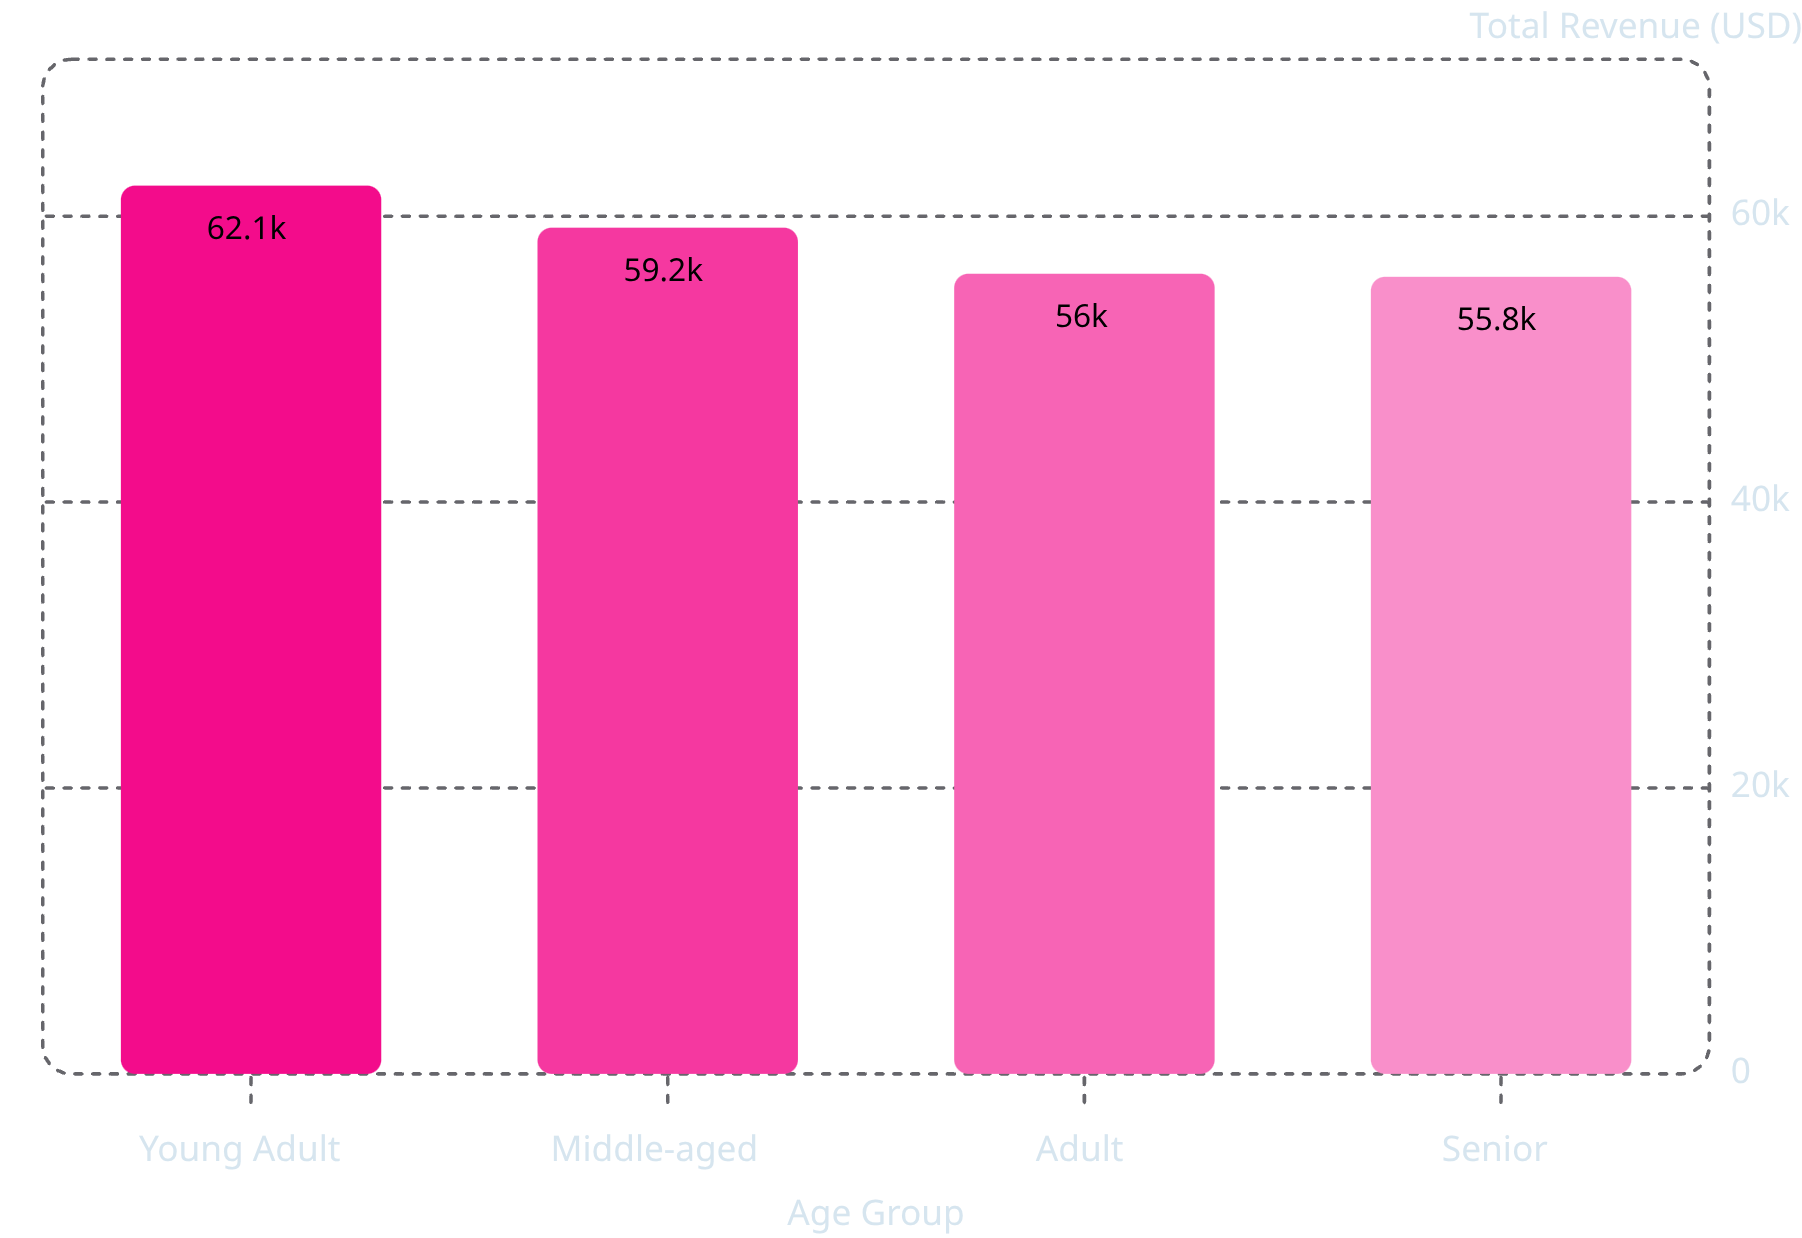 Total Revenue (USD)
62.1k
59.2k
56k
55.8k
60k
40k
20k
0
Young Adult
Middle-aged
Adult
Senior
Age Group